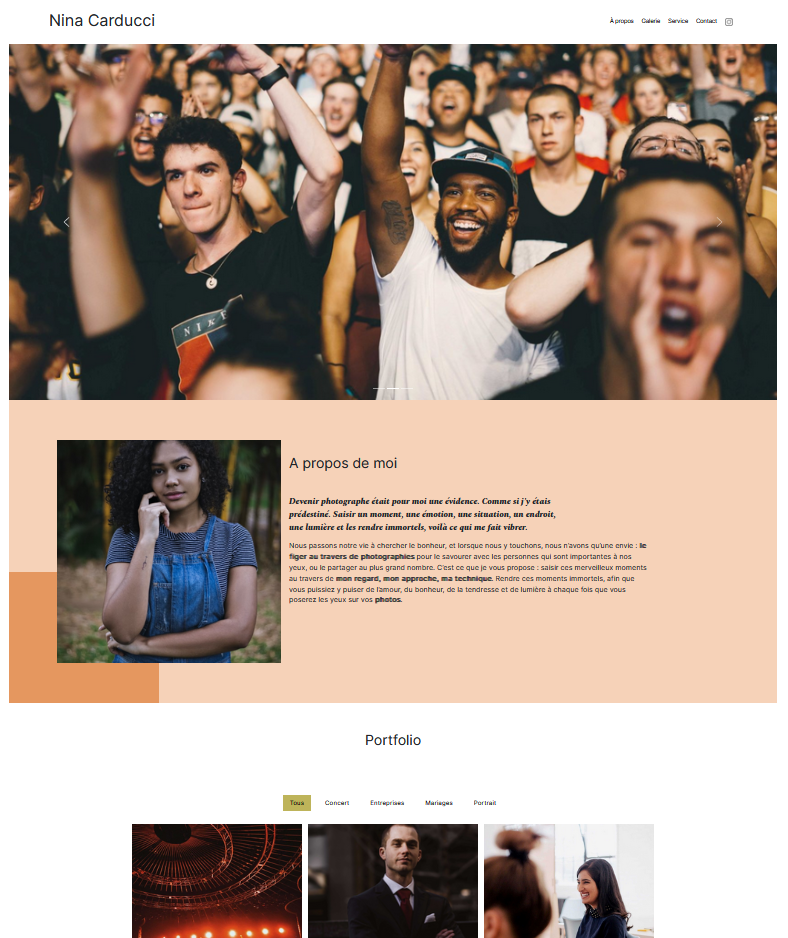 Nina Carducci
À propos Galerie Service Contact
NIKE
A propos de moi
Devenir photographe était pour moi une évidence. Comme si j'y étais
prédestiné. Saisir un moment, une émotion, une situation, un endroit,
une lumière et les rendre immortels, voilà ce qui me fait vibrer.
Nous passons notre vie à chercher le bonheur, et lorsque nous y touchons, nous n'avons qu'une envie : le
figer au travers de photographies pour le savourer avec les personnes qui sont importantes à nos
yeux, ou le partager au plus grand nombre. C'est ce que je vous propose : saisir ces merveilleux moments
au travers de mon regard, mon approche, ma technique. Rendre ces moments immortels, afin que
vous puissiez y puiser de l'amour, du bonheur, de la tendresse et de lumière à chaque fois que vous
poserez les yeux sur vos photos.
Portfolio
Tous Concert Entreprises Mariages Portrait